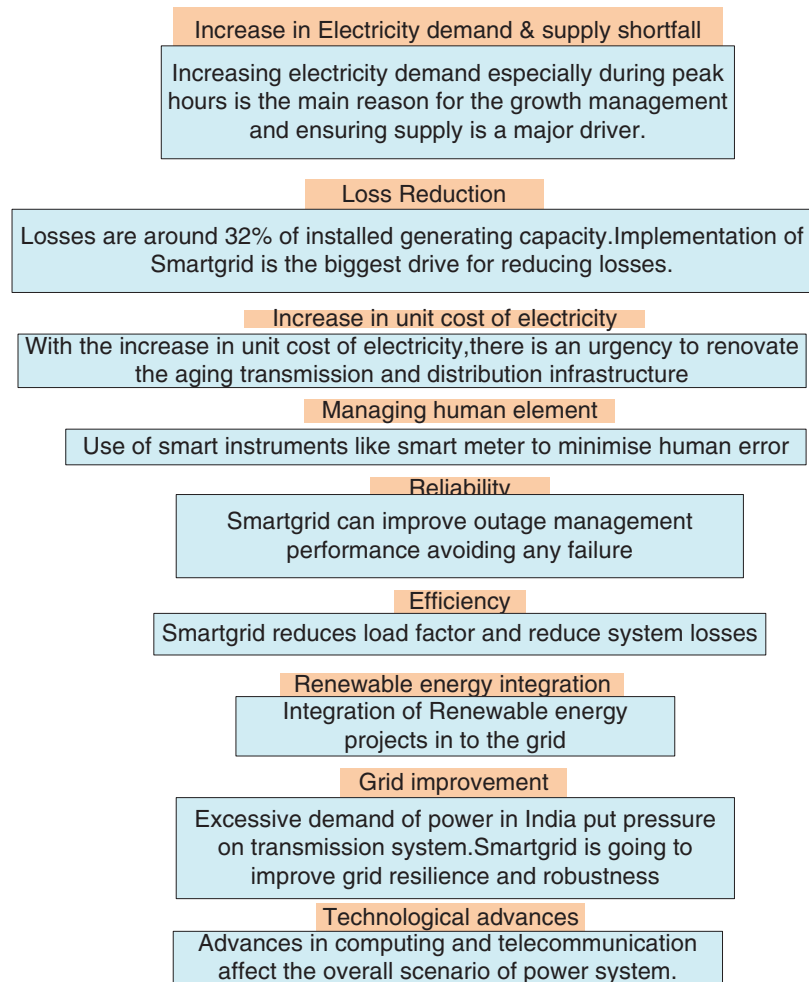 Increase in Electricity demand & supply shortfall
Increasing electricity demand especially during peak
hours is the main reason for the growth management
and ensuring supply is a major driver.
Loss Reduction
Losses are around 32% of installed generating capacity.Implementation of
Smartgrid is the biggest drive for reducing losses.
Increase in unit cost of electricity
With the increase in unit cost of electricity,there is an urgency to renovate
the aging transmission and distribution infrastructure
Managing human element
Use of smart instruments like smart meter to minimise human error
Reliability
Smartgrid can improve outage management
performance avoiding any failure
Efficiency
Smartgrid reduces load factor and reduce system losses
Renewable energy integration
Integration of Renewable energy
projects in to the grid
Grid improvement
Excessive demand of power in India put pressure
on transmission system.Smartgrid is going to
improve grid resilience and robustness
Technological advances
Advances in computing and telecommunication
affect the overall scenario of power system.